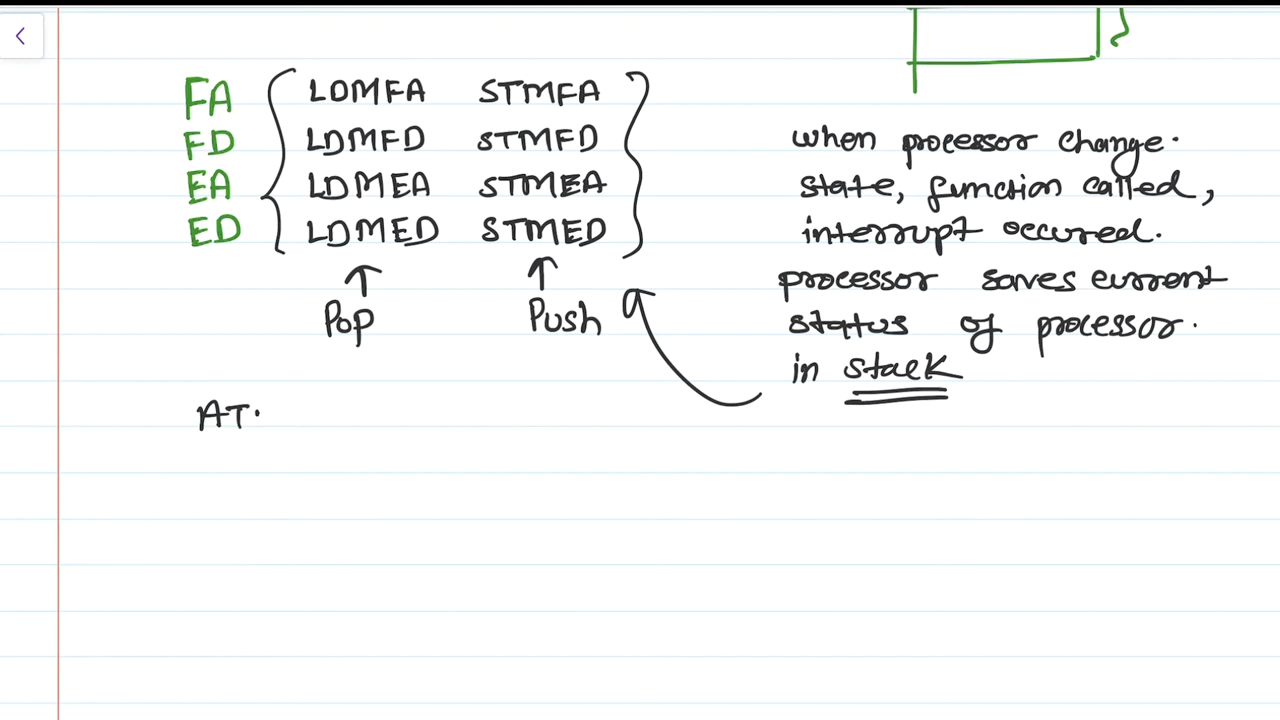 FA LDMFA STMFA
FD LDMFD STMFD
EA LDMEA STMEA
ED LDMED STMED
Pop Push
when processor change.
state, function called,
interrupt occured.
processor saves current
status of processor.
in stack
AT.